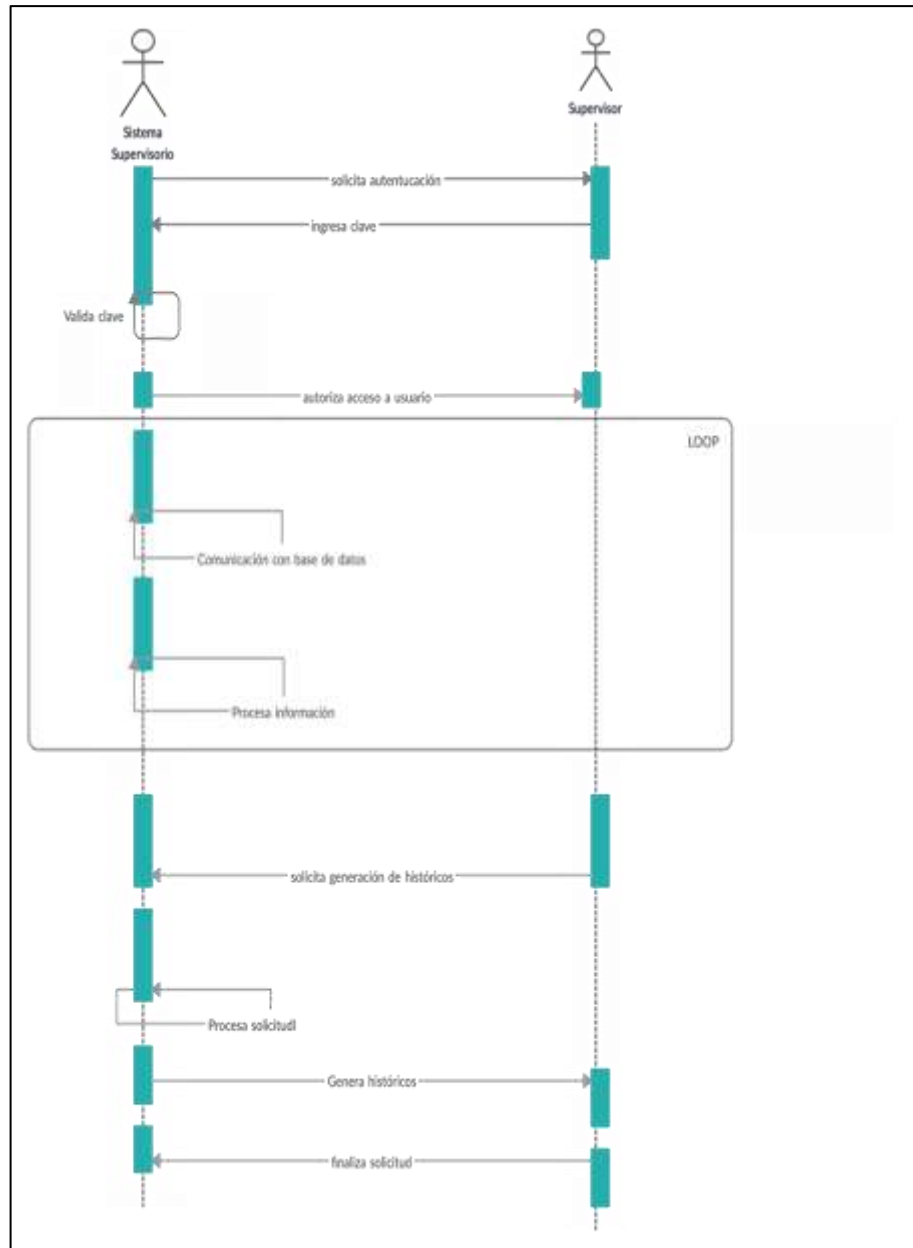 Sistema
Supervisorio
Supervisor
solicita autentucación
ingresa clave
Valida clave
autoriza acceso a usuario
LOOP
Comunicación con base de datos
Procesa información
solicita generación de históricos
Procesa solicitudl
Genera históricos
finaliza solicitud